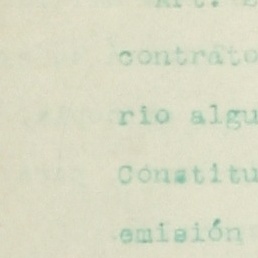 Art.
contrato
rio algu
Constitu
emisión